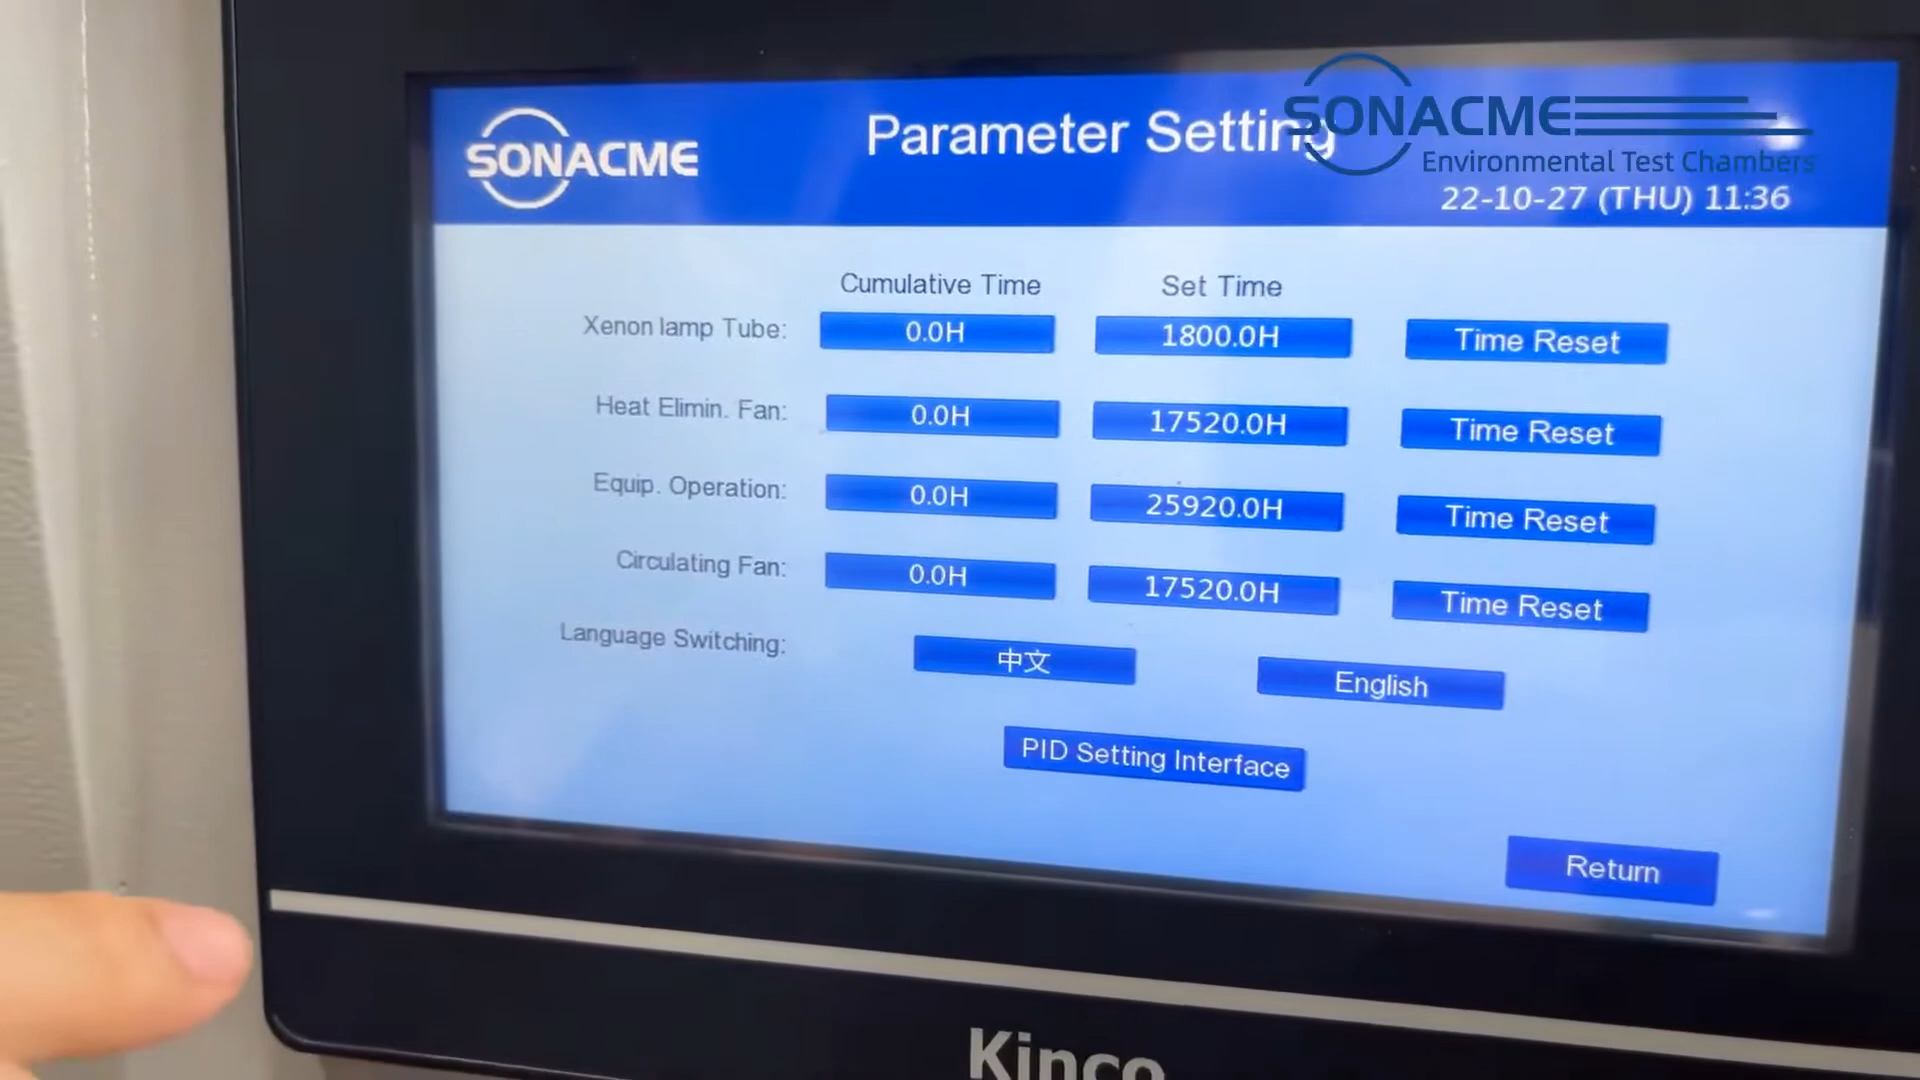 SONACME
Parameter Setting
SONACME
Environmental Test Chambers
22-10-27 (THU) 11:36
Cumulative Time
Set Time
Xenon lamp Tube:
0.0H
1800.0H
Time Reset
Heat Elimin. Fan:
0.0H
17520.0H
Time Reset
Equip. Operation:
0.0H
25920.0H
Time Reset
Circulating Fan:
0.0H
17520.0H
Time Reset
Language Switching:
中文
English
PID Setting Interface
Return
Kinco